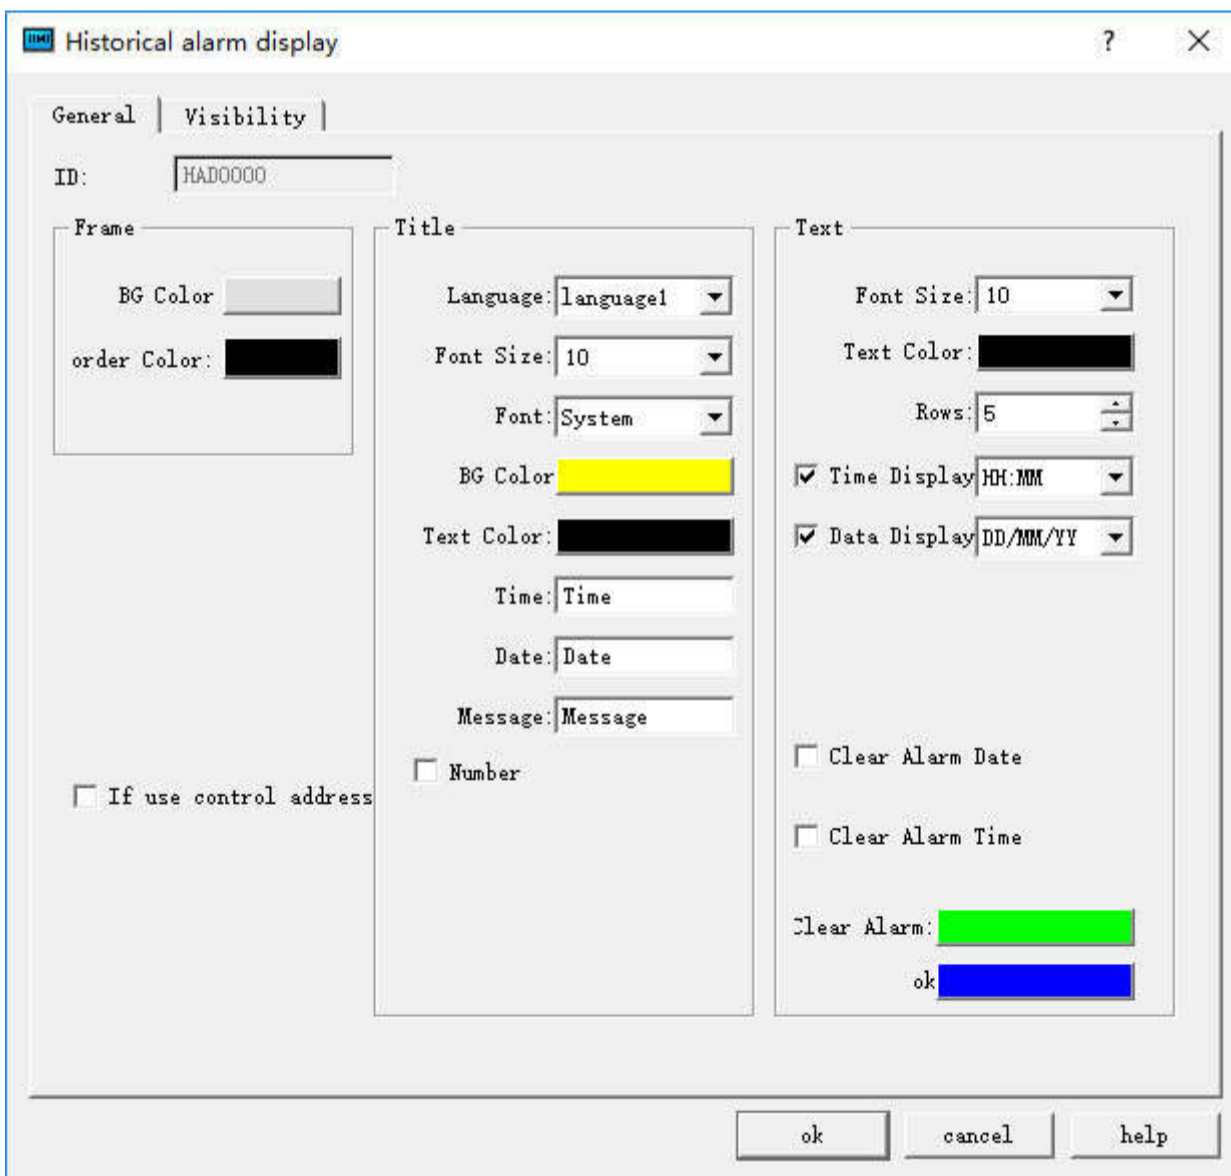 Historical alarm display
?
General
Visibility
ID: HAD0000
Frame
BG Color
order Color:
If use control address
Title
Language: language1
Font Size: 10
Font: System
BG Color
Text Color:
Time: Time
Date: Date
Message: Message
Number
Text
Font Size: 10
Text Color:
Rows: 5
Time Display HH:MM
Data Display DD/MM/YY
Clear Alarm Date
Clear Alarm Time
Clear Alarm:
ok
ok
cancel
help